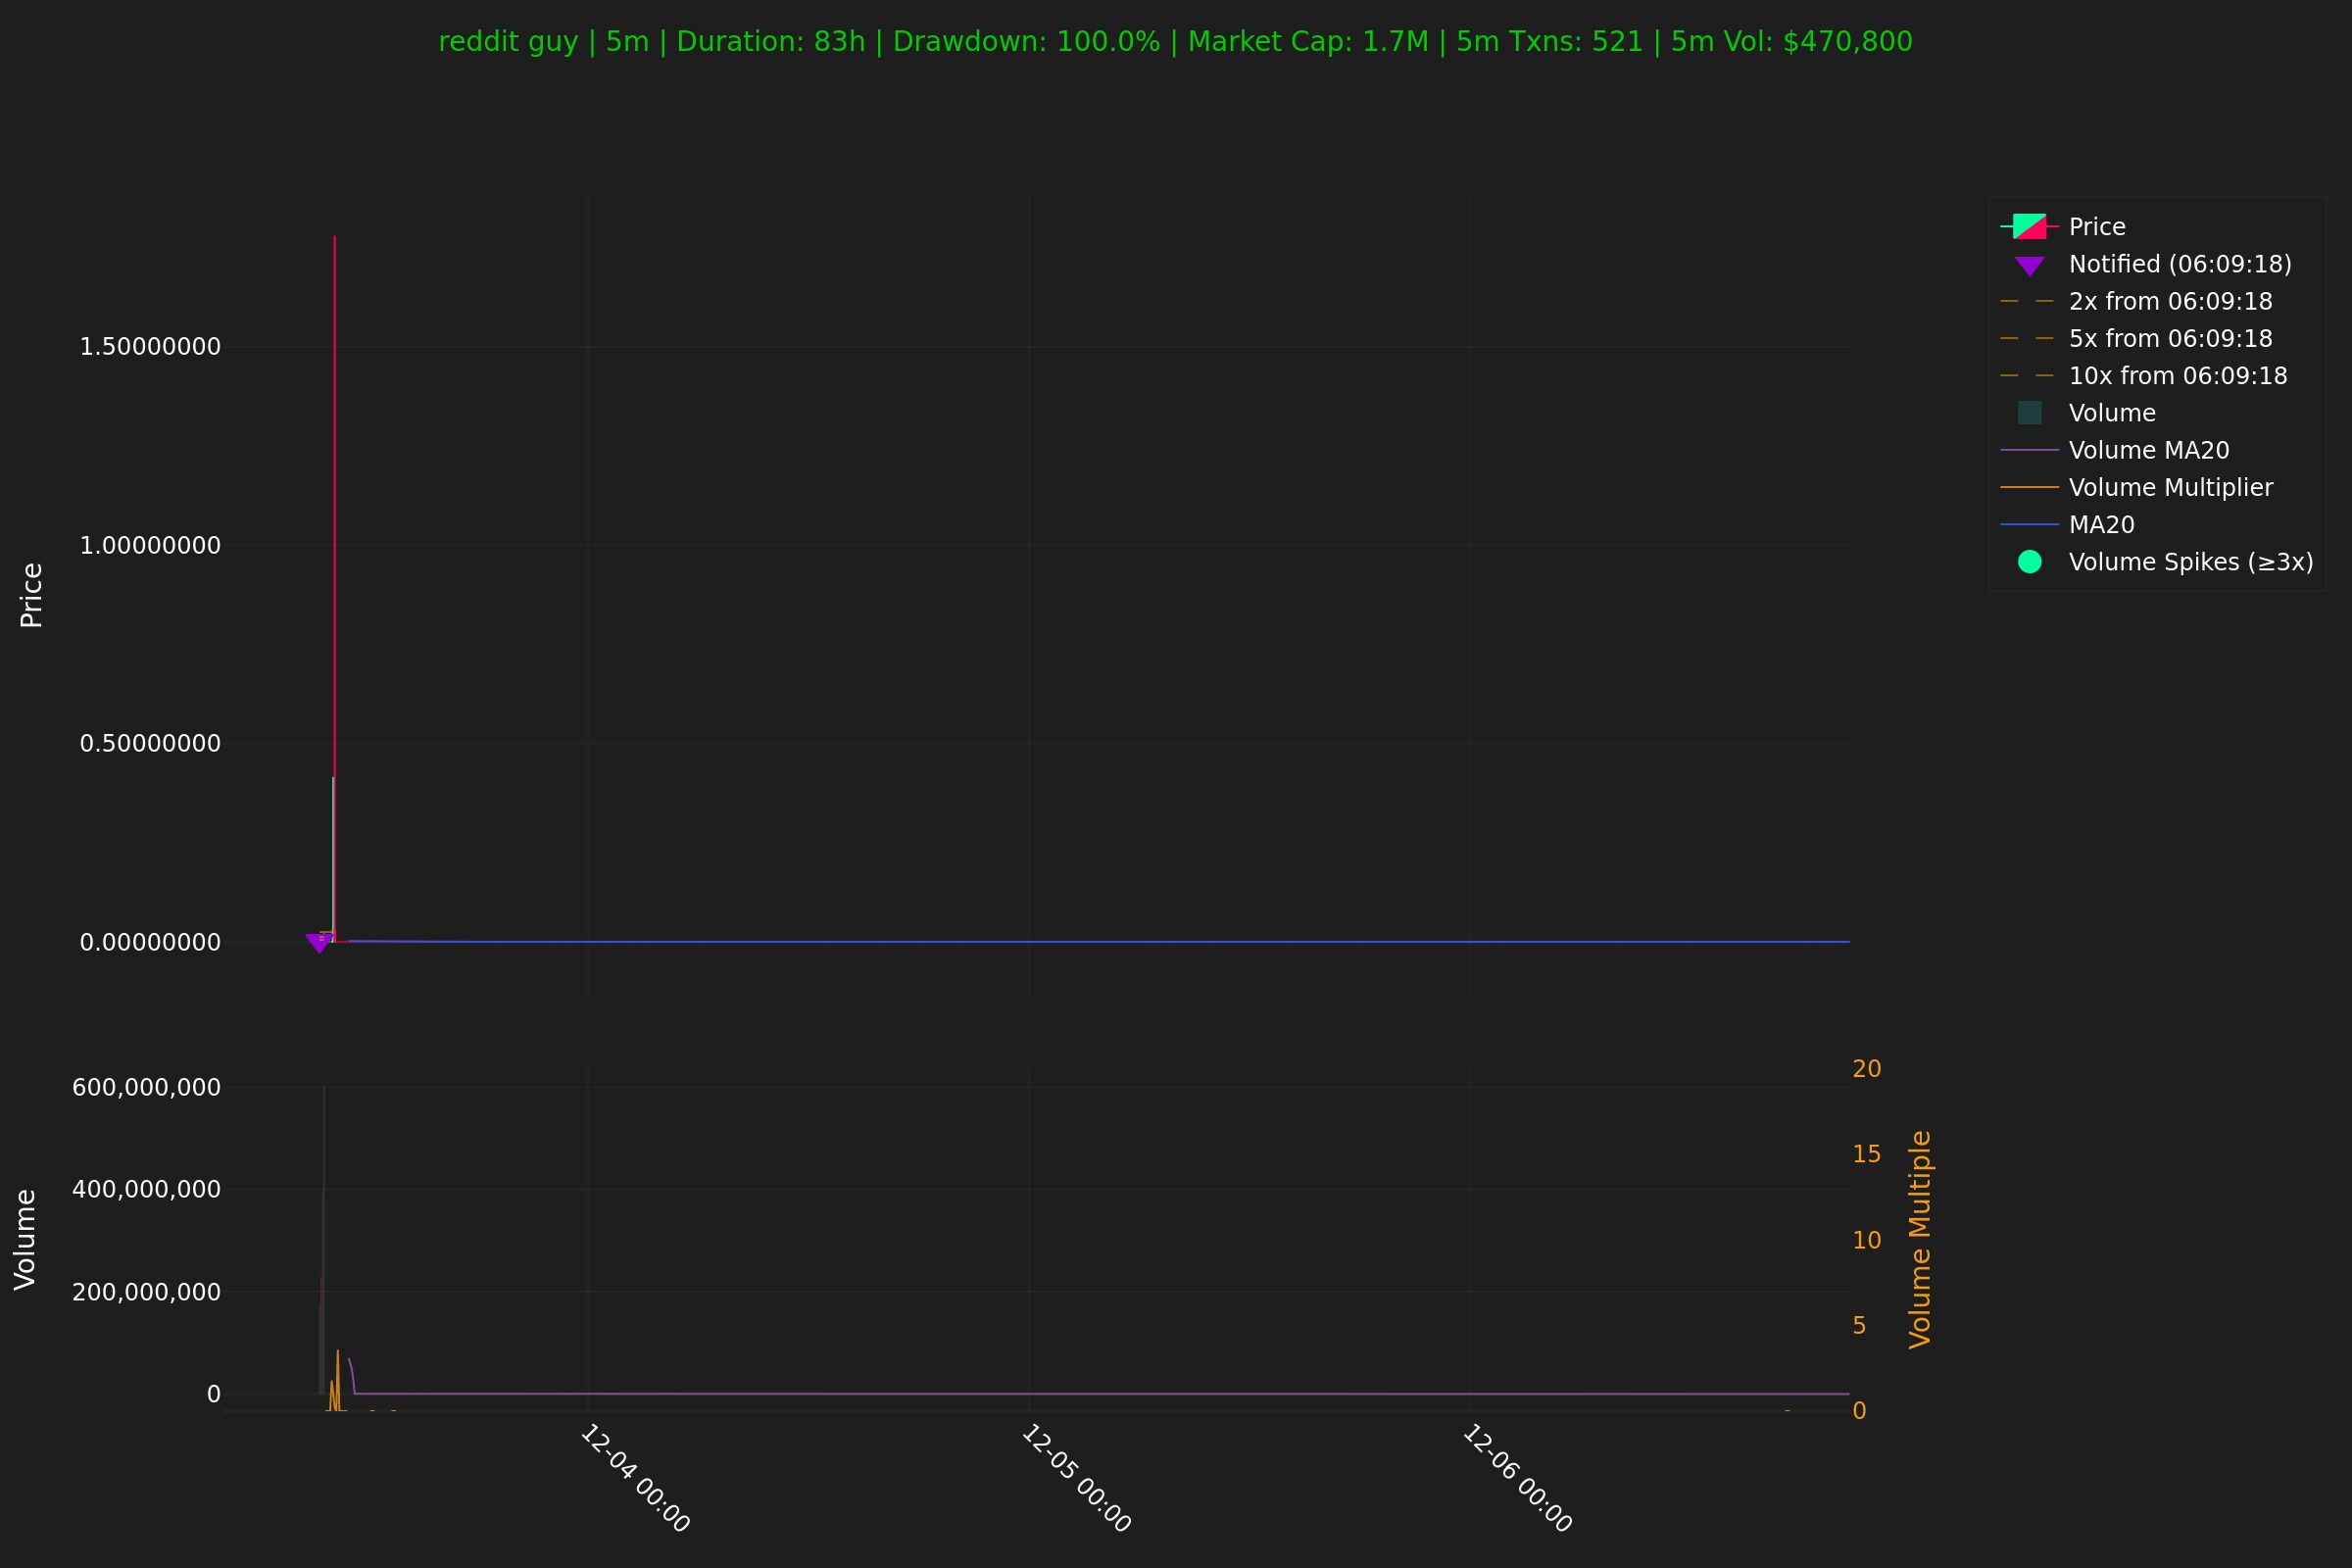 reddit guy | 5m | Duration: 83h | Drawdown: 100.0% | Market Cap: 1.7M | 5m Txns: 521 | 5m Vol: $470,800
Price
1.50000000
1.00000000
0.50000000
0.00000000
Price
Notified (06:09:18)
2x from 06:09:18
5x from 06:09:18
10x from 06:09:18
Volume
Volume MA20
Volume Multiplier
MA20
Volume Spikes (≥3x)
Volume
600,000,000
400,000,000
200,000,000
0
20
15
10
5
0
Volume Multiple
12-04 00:00
12-05 00:00
12-06 00:00